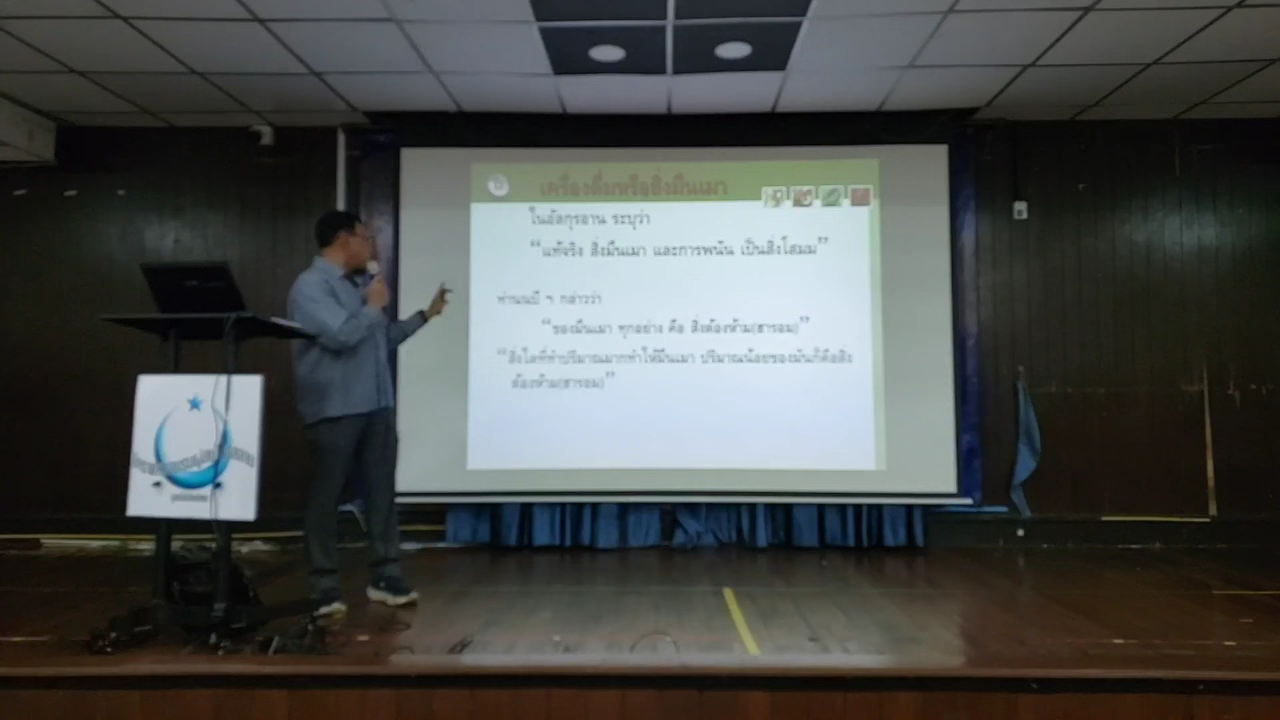 เครื่องดื่มหรือสิ่งมึนเมา
ในอัลกุรอาน ระบุว่า
“แท้จริง สิ่งมึนเมา และการพนัน เป็นสิ่งโสมม”
ท่านนบี ฯ กล่าวว่า
“ของมึนเมา ทุกอย่าง คือ สิ่งต้องห้าม(ฮารอม)”
“สิ่งใดที่ทำปริมาณมากทำให้มึนเมา ปริมาณน้อยของมันก็คือสิ่ง
ต้องห้าม(ฮารอม)”